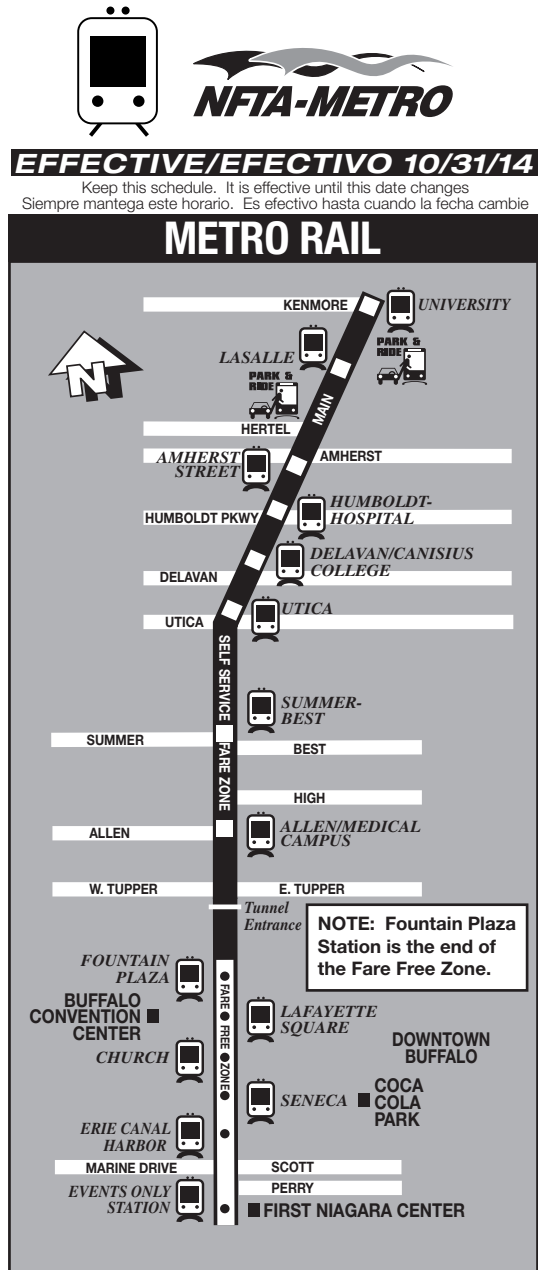 NFTA-METRO
EFFECTIVE/EFECTIVO 10/31/14
Keep this schedule. It is effective until this date changes
Siempre mantega este horario. Es efectivo hasta cuando la fecha cambie
METRO RAIL
KENMORE
UNIVERSITY
LASALLE
PARK &
RIDE
PARK &
RIDE
MAIN
HERTEL
AMHERST
STREET
AMHERST
HUMBOLDT PKWY
HUMBOLDT-
HOSPITAL
DELAVAN/CANISIUS
COLLEGE
DELAVAN
UTICA
UTICA
SELF SERVICE FARE ZONE
SUMMER-
BEST
SUMMER
BEST
HIGH
ALLEN
ALLEN/MEDICAL
CAMPUS
W. TUPPER
E. TUPPER
Tunnel
Entrance
NOTE: Fountain Plaza
Station is the end of
the Fare Free Zone.
FOUNTAIN
PLAZA
FARE FREE ZONE
BUFFALO
CONVENTION
CENTER
LAFAYETTE
SQUARE
DOWNTOWN
BUFFALO
CHURCH
SENECA
COCA
COLA
PARK
ERIE CANAL
HARBOR
MARINE DRIVE
SCOTT
PERRY
EVENTS ONLY
STATION
FIRST NIAGARA CENTER
N